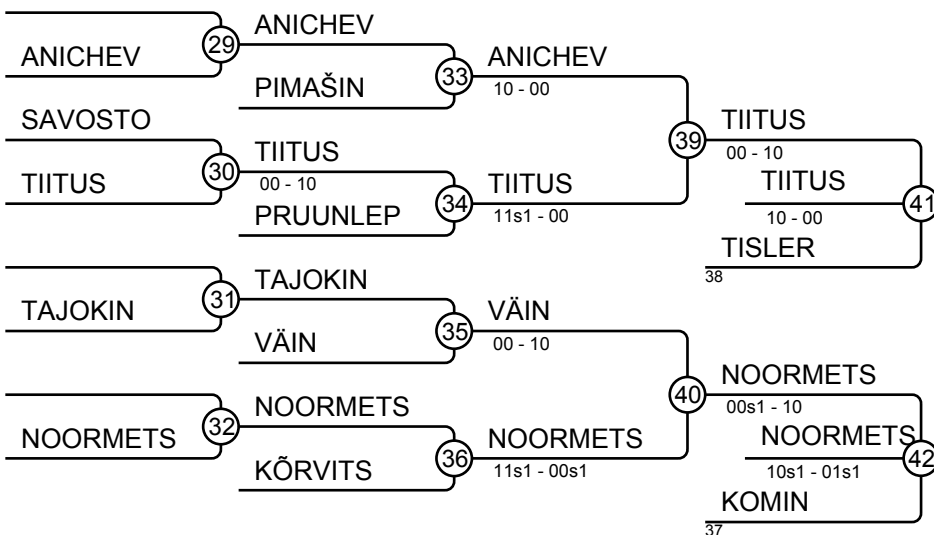 ANICHEV
29
ANICHEV
PIMAŠIN
33
ANICHEV
10 - 00
SAVOSTO
TIITUS
30
TIITUS
00 - 10
PRUUNLEP
34
TIITUS
11s1 - 00
39
TIITUS
00 - 10
TIITUS
10 - 00
41
TISLER
38
TAJOKIN
31
TAJOKIN
VÄIN
35
VÄIN
00 - 10
NOORMETS
32
NOORMETS
KÕRVITS
36
NOORMETS
11s1 - 00s1
40
NOORMETS
00s1 - 10
NOORMETS
10s1 - 01s1
42
KOMIN
37